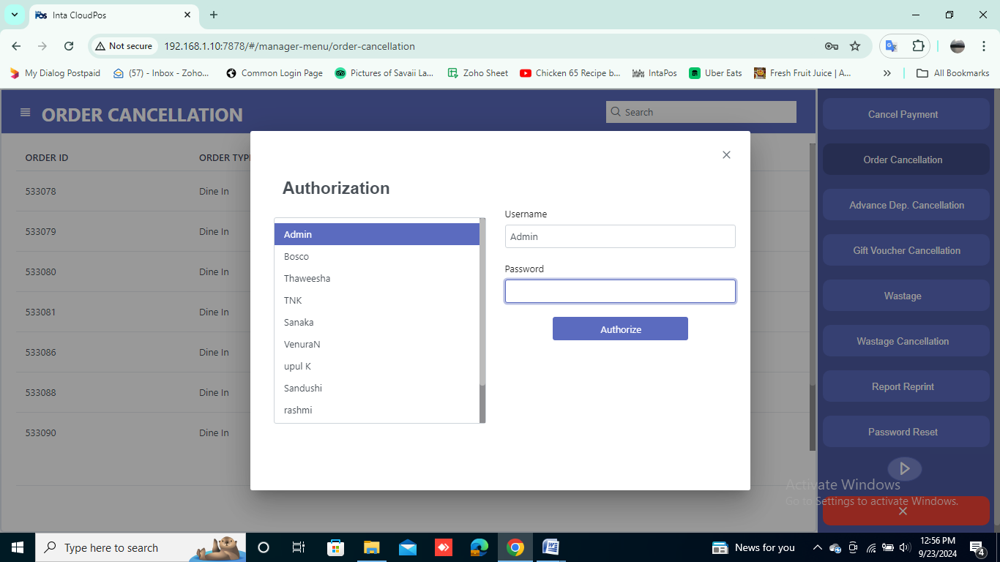 Inta CloudPos
Not secure
192.168.1.10:7878/#/manager-menu/order-cancellation
My Dialog Postpaid
(57) - Inbox - Zoho...
Common Login Page
Pictures of Savaii La...
Zoho Sheet
Chicken 65 Recipe b...
IntaPos
Uber Eats
Fresh Fruit Juice | A...
All Bookmarks
ORDER CANCELLATION
Search
ORDER ID
ORDER TYP
533078
Dine In
533079
Dine In
533080
Dine In
533081
Dine In
533086
Dine In
533088
Dine In
533090
Dine In
Authorization
Admin
Bosco
Thaweesha
TNK
Sanaka
VenuraN
upul K
Sandushi
rashmi
Username
Admin
Password
Authorize
Cancel Payment
Order Cancellation
Advance Dep. Cancellation
Gift Voucher Cancellation
Wastage
Wastage Cancellation
Report Reprint
Password Reset
Activate Windows
Go to Settings to activate Windows.
Type here to search
News for you
12:56 PM
9/23/2024
4